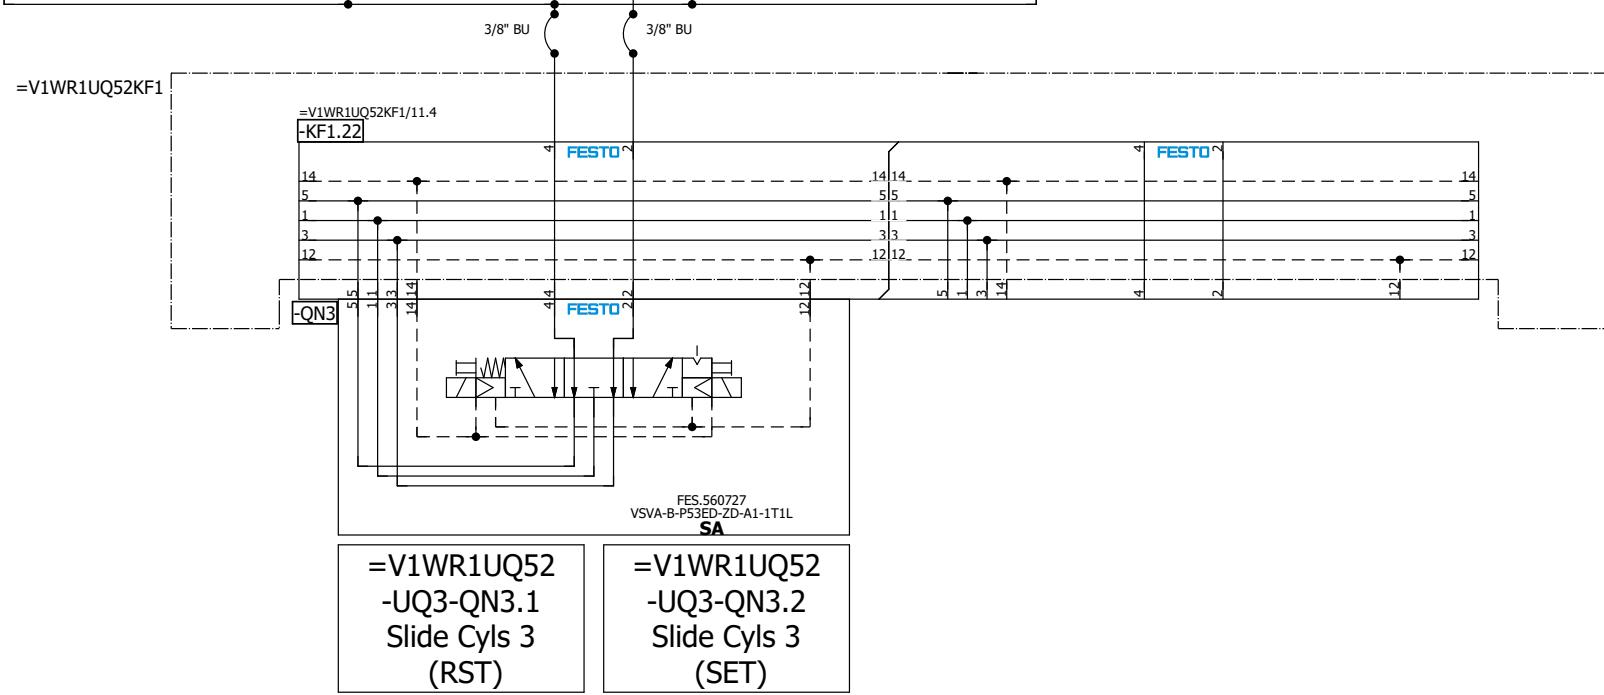 3/8" BU
3/8" BU
=V1WR1UQ52KF1
=V1WR1UQ52KF1/11.4
-KF1.22
4 FESTO 2
4 FESTO 2
14 14 14 14
5 5 5 5
1 1 1 1
3 3 3 3
12 12 12 12
5 1 3 14 4 2 12
5 1 3 14 4 2 12
-QN3
5 1 3 14 4 FESTO 2 12
FES.560727
VSVA-B-P53ED-ZD-A1-1T1L
SA
=V1WR1UQ52
-UQ3-QN3.1
Slide Cyls 3
(RST)
=V1WR1UQ52
-UQ3-QN3.2
Slide Cyls 3
(SET)